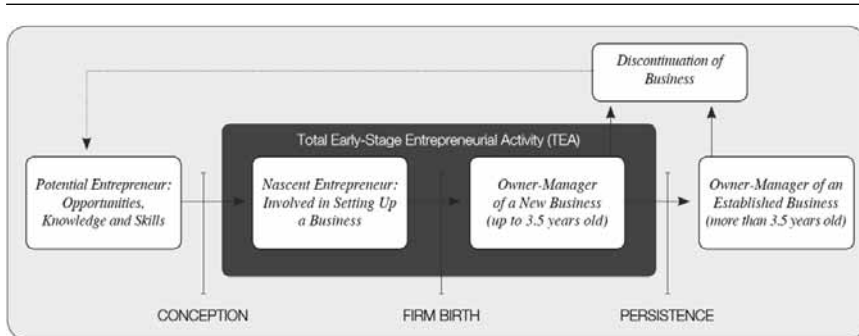 Discontinuation of
Business
Total Early-Stage Entrepreneurial Activity (TEA)
Potential Entrepreneur:
Opportunities,
Knowledge and Skills
Nascent Entrepreneur:
Involved in Setting Up
a Business
Owner-Manager
of a New Business
(up to 3.5 years old)
Owner-Manager of an
Established Business
(more than 3.5 years old)
CONCEPTION
FIRM BIRTH
PERSISTENCE